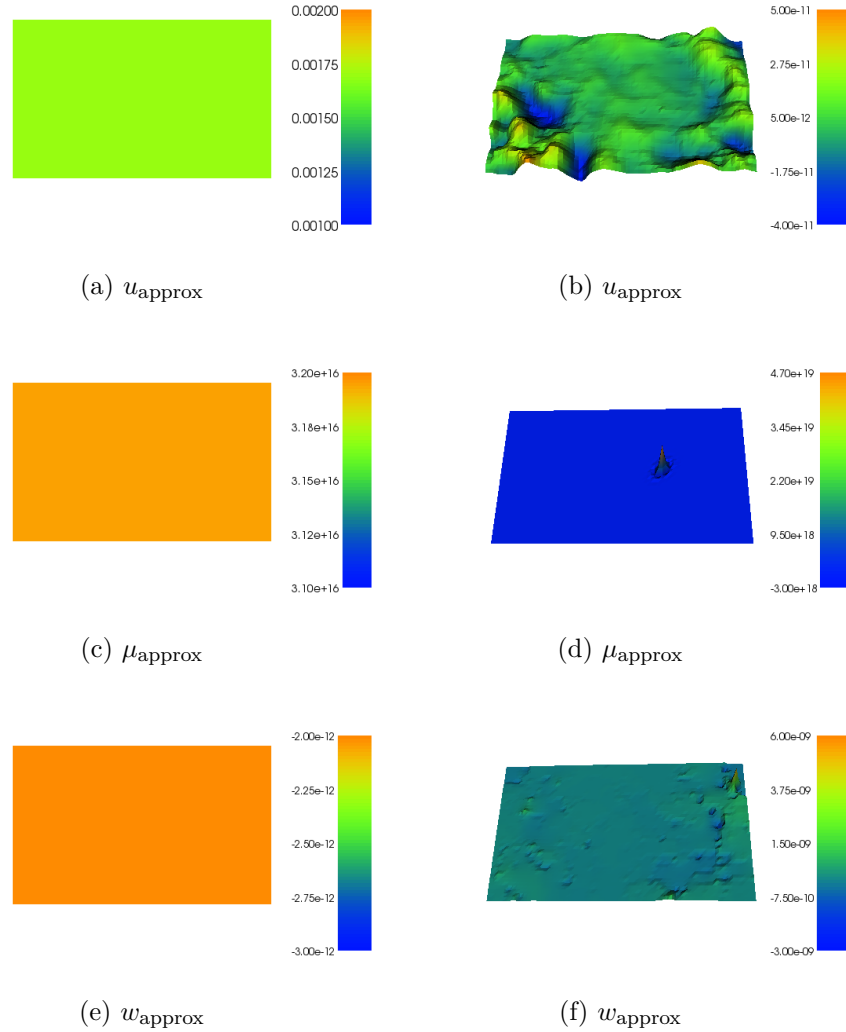 0.00200
0.00175
0.00150
0.00125
0.00100
5.00e-11
2.75e-11
5.00e-12
-1.75e-11
-4.00e-11
(a) u_approx
(b) u_approx
3.20e+16
3.18e+16
3.15e+16
3.12e+16
3.10e+16
4.70e+19
3.45e+19
2.20e+19
9.50e+18
-3.00e+18
(c) μ_approx
(d) μ_approx
-2.00e-12
-2.25e-12
-2.50e-12
-2.75e-12
-3.00e-12
6.00e-09
3.75e-09
1.50e-09
-7.50e-10
-3.00e-09
(e) w_approx
(f) w_approx